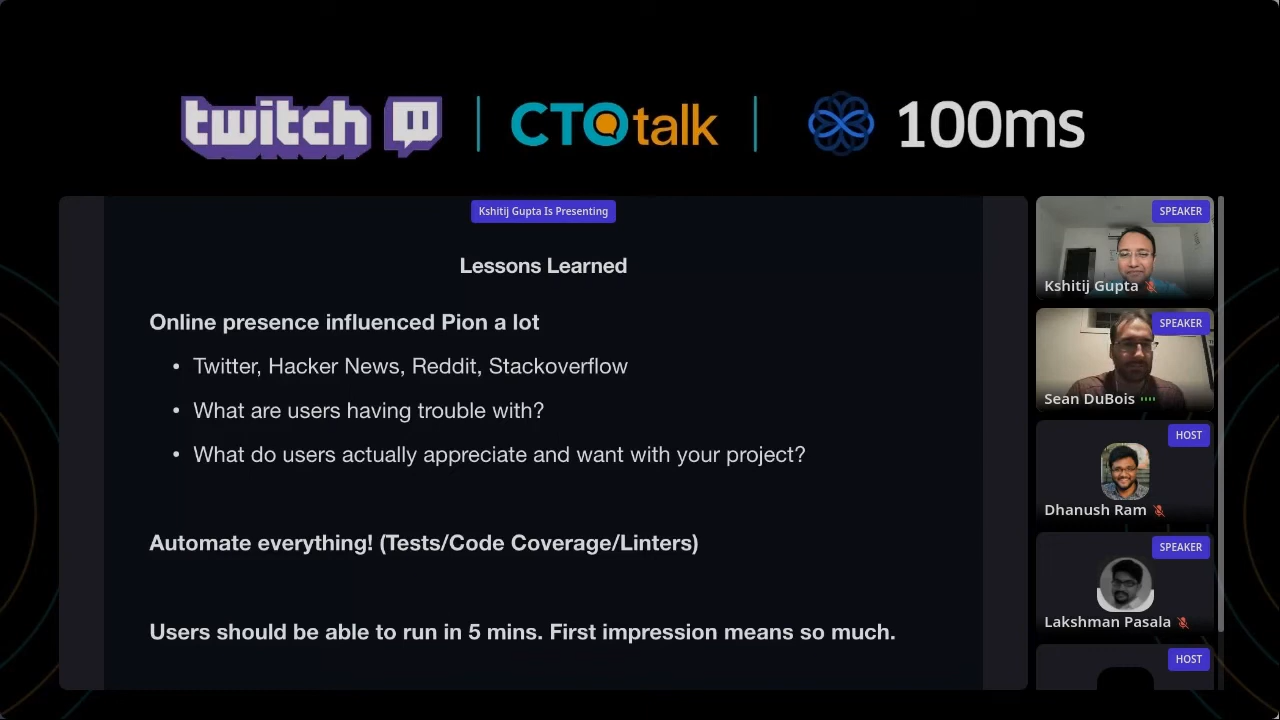 twitch
CTOtalk
100ms
Kshitij Gupta Is Presenting
Lessons Learned
Online presence influenced Pion a lot
• Twitter, Hacker News, Reddit, Stackoverflow
• What are users having trouble with?
• What do users actually appreciate and want with your project?
Automate everything! (Tests/Code Coverage/Linters)
Users should be able to run in 5 mins. First impression means so much.
SPEAKER
Kshitij Gupta
SPEAKER
Sean DuBois
HOST
Dhanush Ram
SPEAKER
Lakshman Pasala
HOST